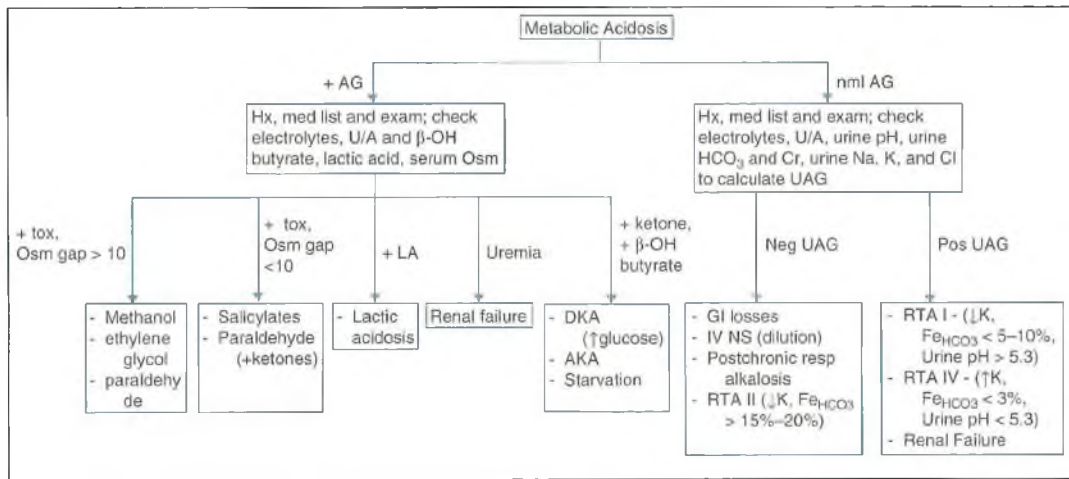 Metabolic Acidosis
+ AG
nml AG
Hx, med list and exam; check
electrolytes, U/A and β-OH
butyrate, lactic acid, serum Osm
Hx, med list and exam; check
electrolytes, U/A, urine pH, urine
HCO3 and Cr, urine Na, K, and Cl
to calculate UAG
+ tox,
Osm gap > 10
+ tox,
Osm gap
<10
+ LA
Uremia
+ ketone,
+ β-OH
butyrate
Neg UAG
Pos UAG
- Methanol
- ethylene
glycol
- paraldehy
de
- Salicylates
- Paraldehyde
(+ketones)
- Lactic
acidosis
Renal failure
- DKA
(↑glucose)
- AKA
- Starvation
- GI losses
- IV NS (dilution)
- Postchronic resp
alkalosis
- RTA II (↓K, FeHCO3
> 15%–20%)
- RTA I - (↓K,
FeHCO3 < 5–10%,
Urine pH > 5.3)
- RTA IV - (↑K,
FeHCO3 < 3%,
Urine pH < 5.3)
- Renal Failure